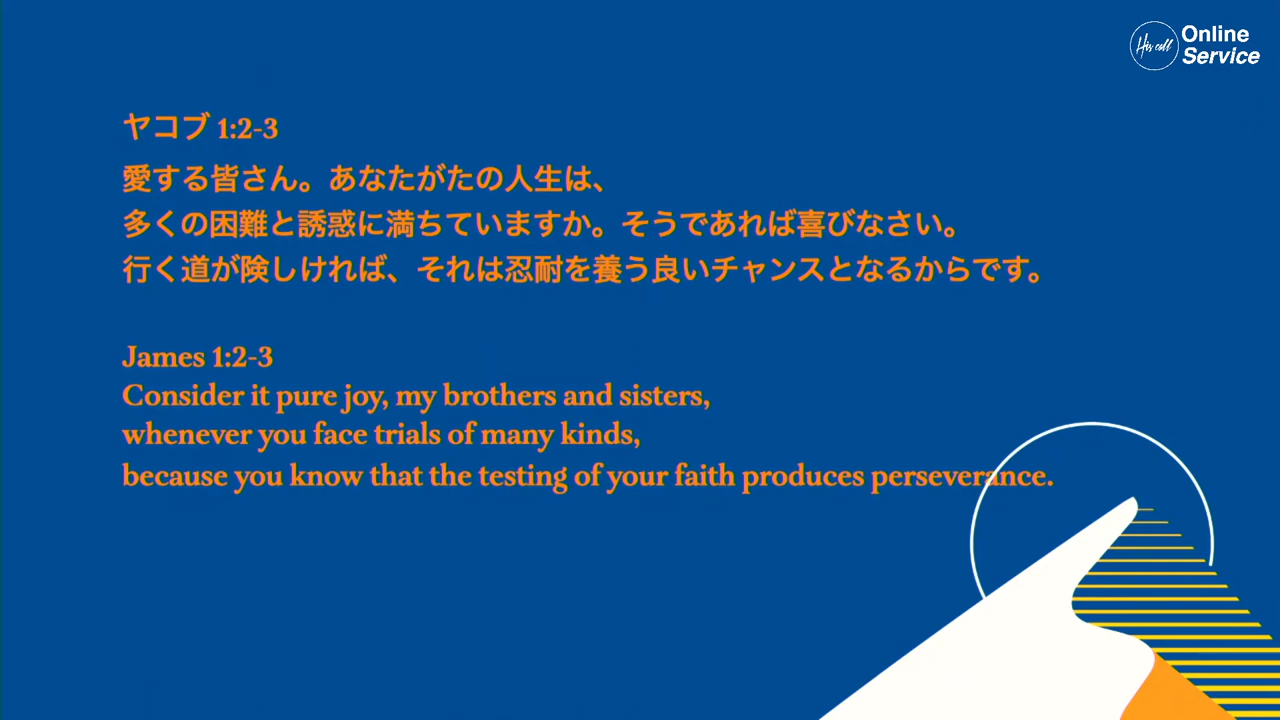 His call
Online
Service
ヤコブ 1:2-3
愛する皆さん。あなたがたの人生は、
多くの困難と誘惑に満ちていますか。そうであれば喜びなさい。
行く道が険しければ、それは忍耐を養う良いチャンスとなるからです。
James 1:2-3
Consider it pure joy, my brothers and sisters,
whenever you face trials of many kinds,
because you know that the testing of your faith produces perseverance.